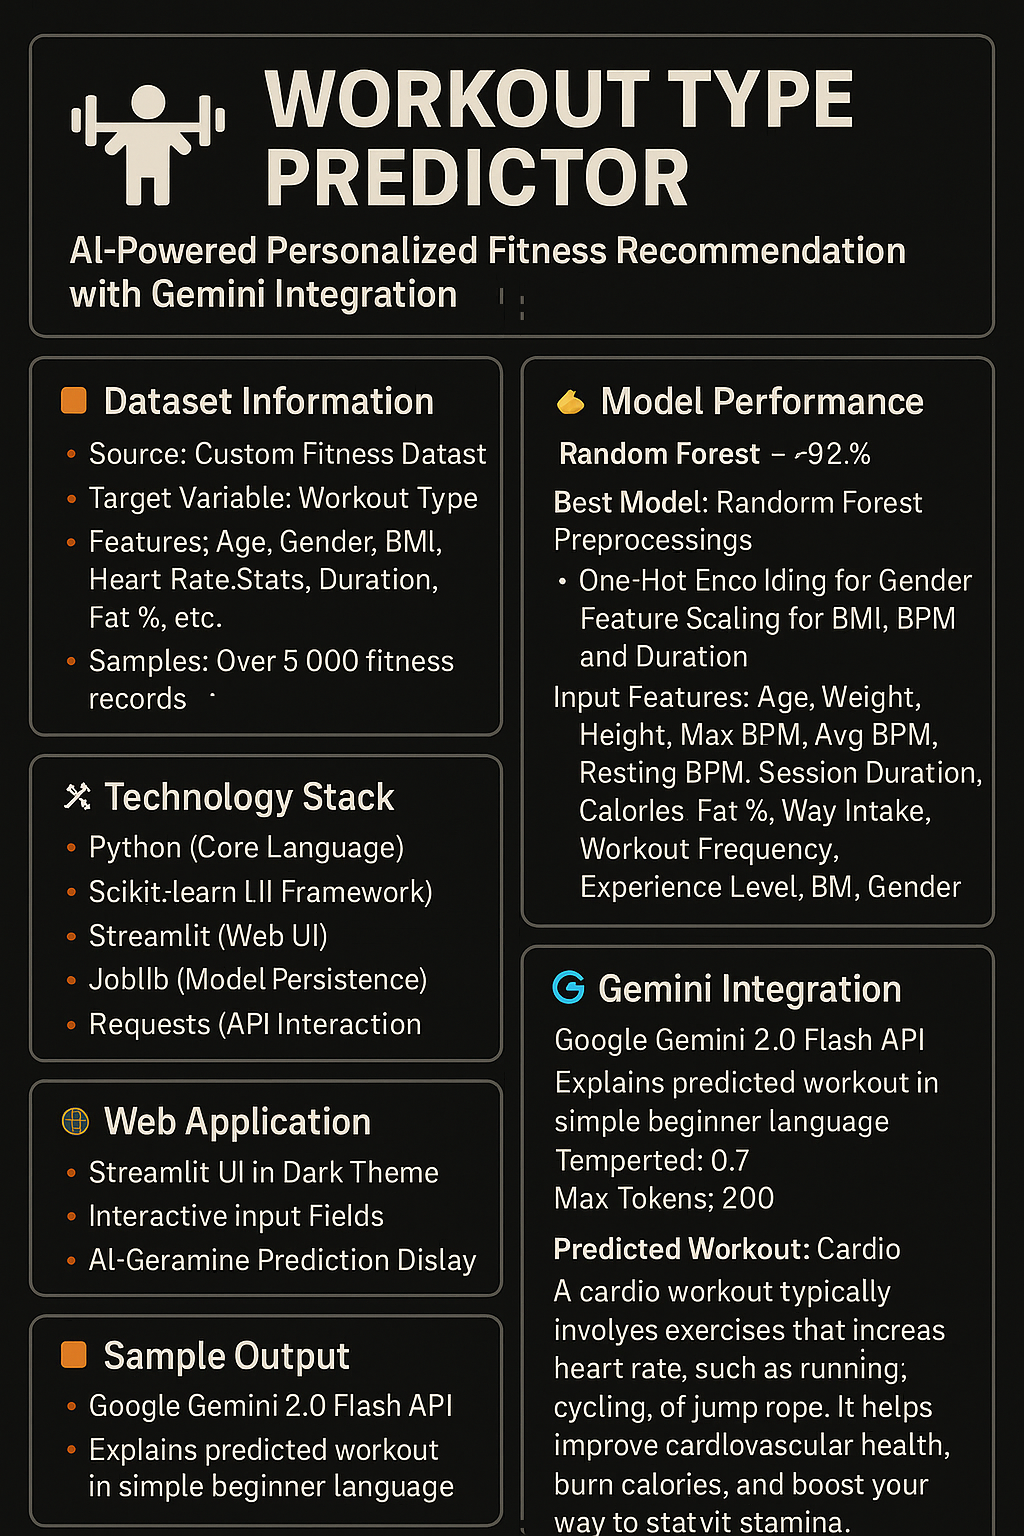 WORKOUT TYPE
PREDICTOR
AI-Powered Personalized Fitness Recommendation
with Gemini Integration
Dataset Information
• Source: Custom Fitness Datast
• Target Variable: Workout Type
• Features; Age, Gender, BMI,
Heart Rate.Stats, Duration,
Fat %, etc.
• Samples: Over 5 000 fitness
records
Technology Stack
• Python (Core Language)
• Scikit.-learn LII Framework)
• Streamlit (Web UI)
• JoblIb (Model Persistence)
• Requests (API Interaction
Web Application
• Streamlit UI in Dark Theme
• Interactive input Fields
• Al-Geramine Prediction Dislay
Sample Output
• Google Gemini 2.0 Flash API
• Explains predicted workout
in simple beginner language
Model Performance
Random Forest – ~92.%
Best Model: Randorm Forest
Preprocessings
• One-Hot Enco lding for Gender
Feature Scaling for BMI, BPM
and Duration
Input Features: Age, Weight,
Height, Max BPM, Avg BPM,
Resting BPM. Session Duration,
Calorles Fat %, Way Intake,
Workout Frequency,
Experience Level, BM, Gender
Gemini Integration
Google Gemini 2.0 Flash API
Explains predicted workout in
simple beginner language
Temperted: 0.7
Max Tokens; 200
Predicted Workout: Cardio
A cardio workout typically
involyes exercises that increas
heart rate, such as running;
cycling, of jump rope. It helps
improve cardlovascular health,
burn calories, and boost your
way to statvit stamina.